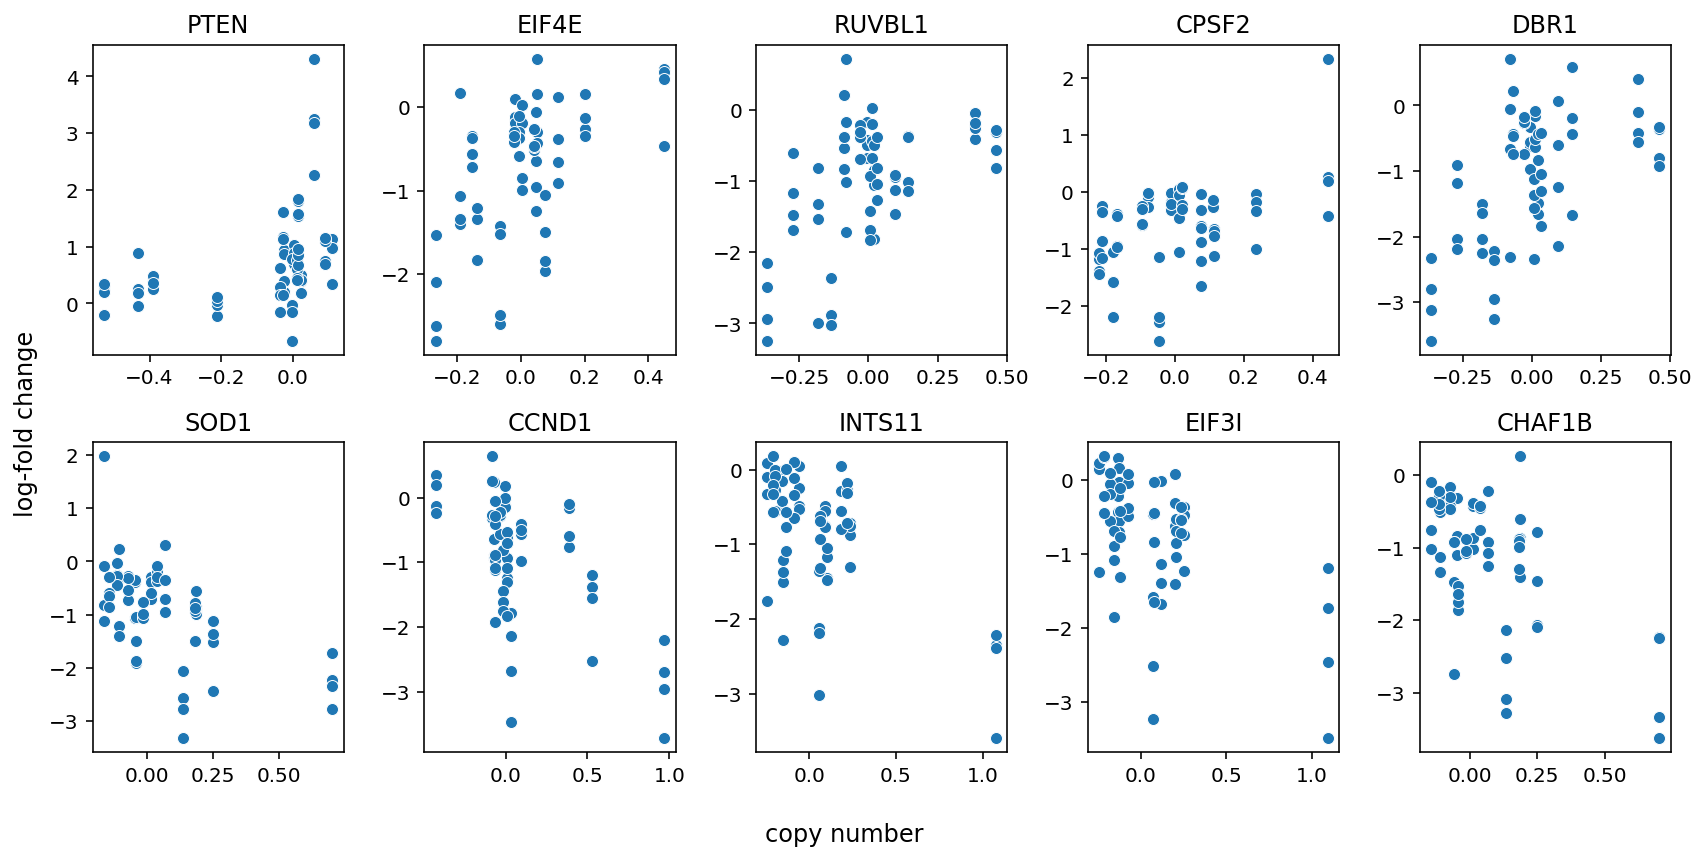 PTEN EIF4E RUVBL1 CPSF2 DBR1
4 3 2 1 0
0 −1 −2
0 −1 −2 −3
2 1 0 −1 −2
0 −1 −2 −3
−0.4 −0.2 0.0
−0.2 0.0 0.2 0.4
−0.25 0.00 0.25 0.50
−0.2 0.0 0.2 0.4
−0.25 0.00 0.25 0.50
log-fold change
SOD1 CCND1 INTS11 EIF3I CHAF1B
2 1 0 −1 −2 −3
0 −1 −2 −3
0 −1 −2 −3
0 −1 −2 −3
0 −1 −2 −3
0.00 0.25 0.50
0.0 0.5 1.0
0.0 0.5 1.0
0.0 0.5 1.0
0.00 0.25 0.50
copy number